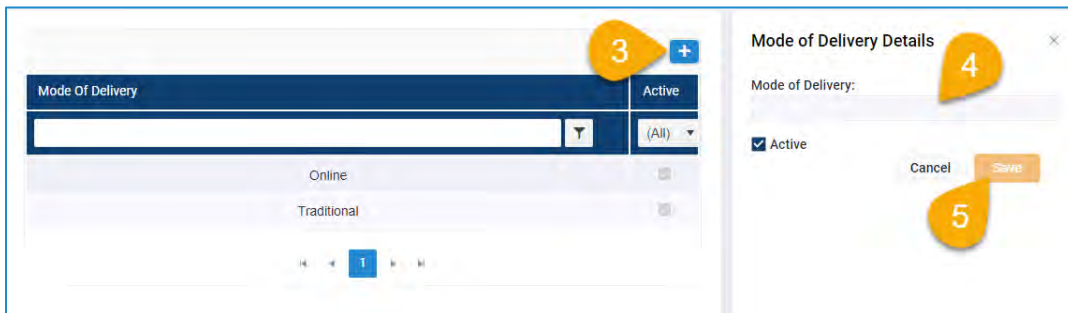 3
+
Mode Of Delivery
Active
(All)
Online
Traditional
1
Mode of Delivery Details
4
Mode of Delivery:
Active
Cancel
Save
5